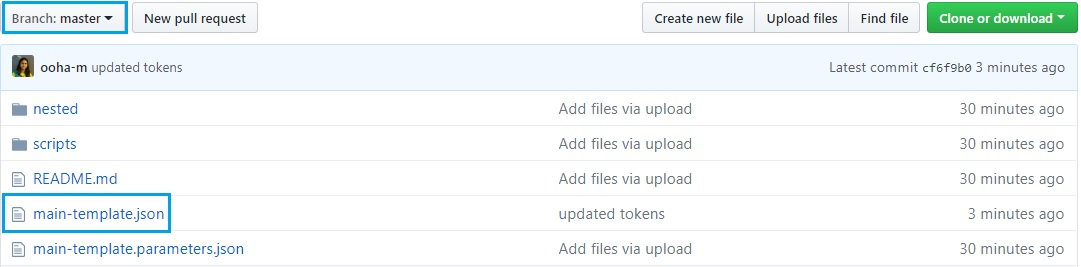 Branch: master New pull request Create new file Upload files Find file Clone or download
ooha-m updated tokens Latest commit cf6f9b0 3 minutes ago
nested Add files via upload 30 minutes ago
scripts Add files via upload 30 minutes ago
README.md Add files via upload 30 minutes ago
main-template.json updated tokens 3 minutes ago
main-template.parameters.json Add files via upload 30 minutes ago